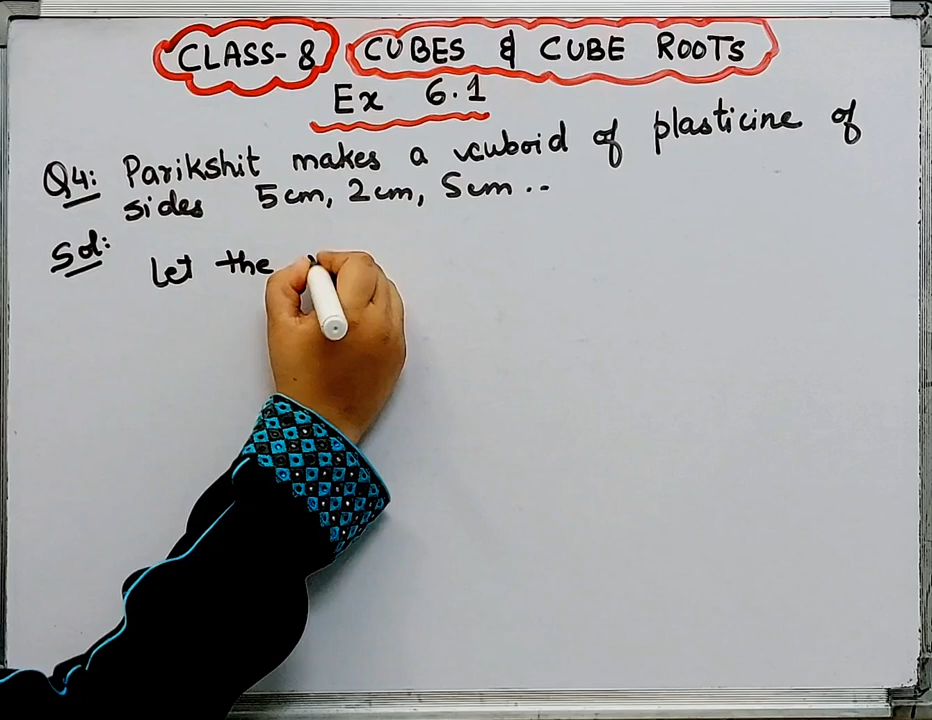 CLASS-8 CUBES & CUBE ROOTS
Ex 6.1
Q4: Parikshit makes a cuboid of plasticine of
sides 5cm, 2cm, 5cm ..
Sol:
Let the